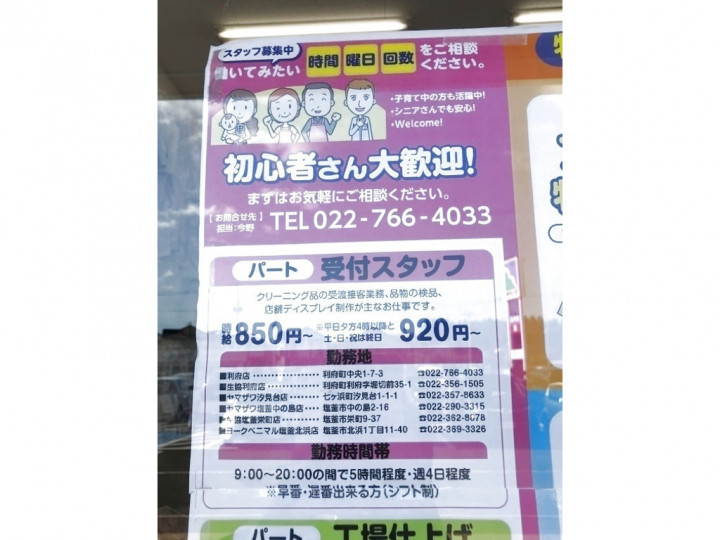 スタッフ募集中
働いてみたい 時間 曜日 回数 をご相談ください。
・子育て中の方も活躍中!
・シニアさんでも安心!
・Welcome!
初心者さん大歓迎!
まずはお気軽にご相談ください。
【お問合せ先】 担当:今野 TEL 022-766-4033
パート 受付スタッフ
クリーニング品の受渡接客業務、品物の検品、
店舗ディスプレイ制作が主なお仕事です。
時給 850円〜 ※平日夕方4時以降と土・日・祝は終日 920円〜
勤務地
■利府店 ・・・・・・・・・・・・・・ 利府町中央1-7-3 ☎022-766-4033
■生協利府店 ・・・・・・・・・・ 利府町利府字堀切前35-1 ☎022-356-1505
■ヤマザワ汐見台店 ・・・・・・ 七ヶ浜町汐見台1-1-1 ☎022-357-8633
■ヤマザワ塩釜中の島店 ・・ 塩釜市中の島2-16 ☎022-290-3315
塩釜栄町店 ・・・・・・・・ 塩釜市栄町9-37 ☎022-362-8078
ヨークベニマル塩釜北浜店 塩釜市北浜1丁目11-40 ☎022-369-3326
勤務時間帯
9:00〜20:00の間で5時間程度・週4日程度
※早番・遅番出来る方(シフト制)
パート 工場仕上げ